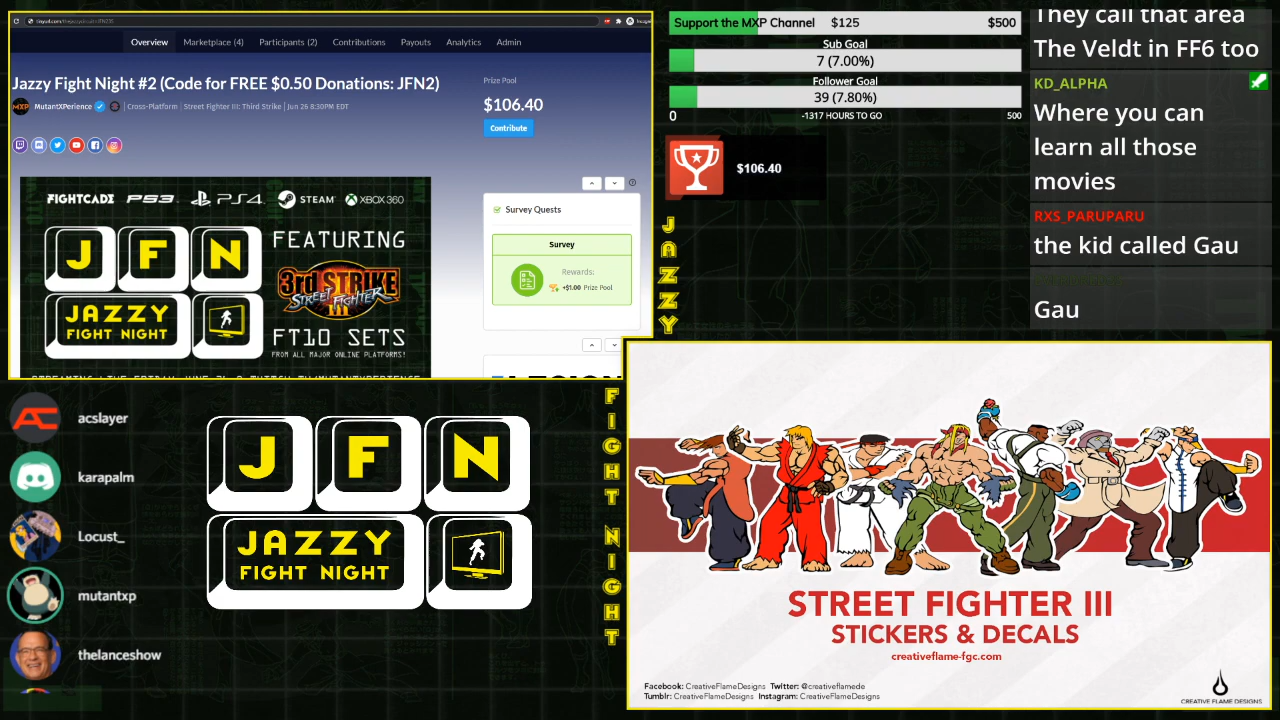 Overview Marketplace (4) Participants (2) Contributions Payouts Analytics Admin
Jazzy Fight Night #2 (Code for FREE $0.50 Donations: JFN2)
MXP MutantXPerience | Cross-Platform | Street Fighter III: Third Strike | Jun 26 8:30PM EDT
Prize Pool
$106.40
Contribute
FIGHTCADE PS3 PS4 STEAM XBOX 360
J F N
JAZZY
FIGHT NIGHT
FEATURING
3rd STRIKE
STREET FIGHTER III
FT10 SETS
FROM ALL MAJOR ONLINE PLATFORMS!
Survey Quests
Survey
Rewards:
+$1.00 Prize Pool
Support the MXP Channel $125 $500
Sub Goal
7 (7.00%)
Follower Goal
39 (7.80%)
0 -1317 HOURS TO GO 500
$106.40
They call that area
The Veldt in FF6 too
KD_ALPHA
Where you can
learn all those
movies
RXS_PARUPARU
the kid called Gau
Gau
JAZZY
FIGHT
NIGHT
acslayer
karapalm
Locust_
mutantxp
thelanceshow
J F N
JAZZY
FIGHT NIGHT
STREET FIGHTER III
STICKERS & DECALS
creativeflame-fgc.com
Facebook: CreativeFlameDesigns Twitter: @creativeflamede
Tumblr: CreativeFlameDesigns Instagram: CreativeFlameDesigns
CREATIVE FLAME DESIGNS